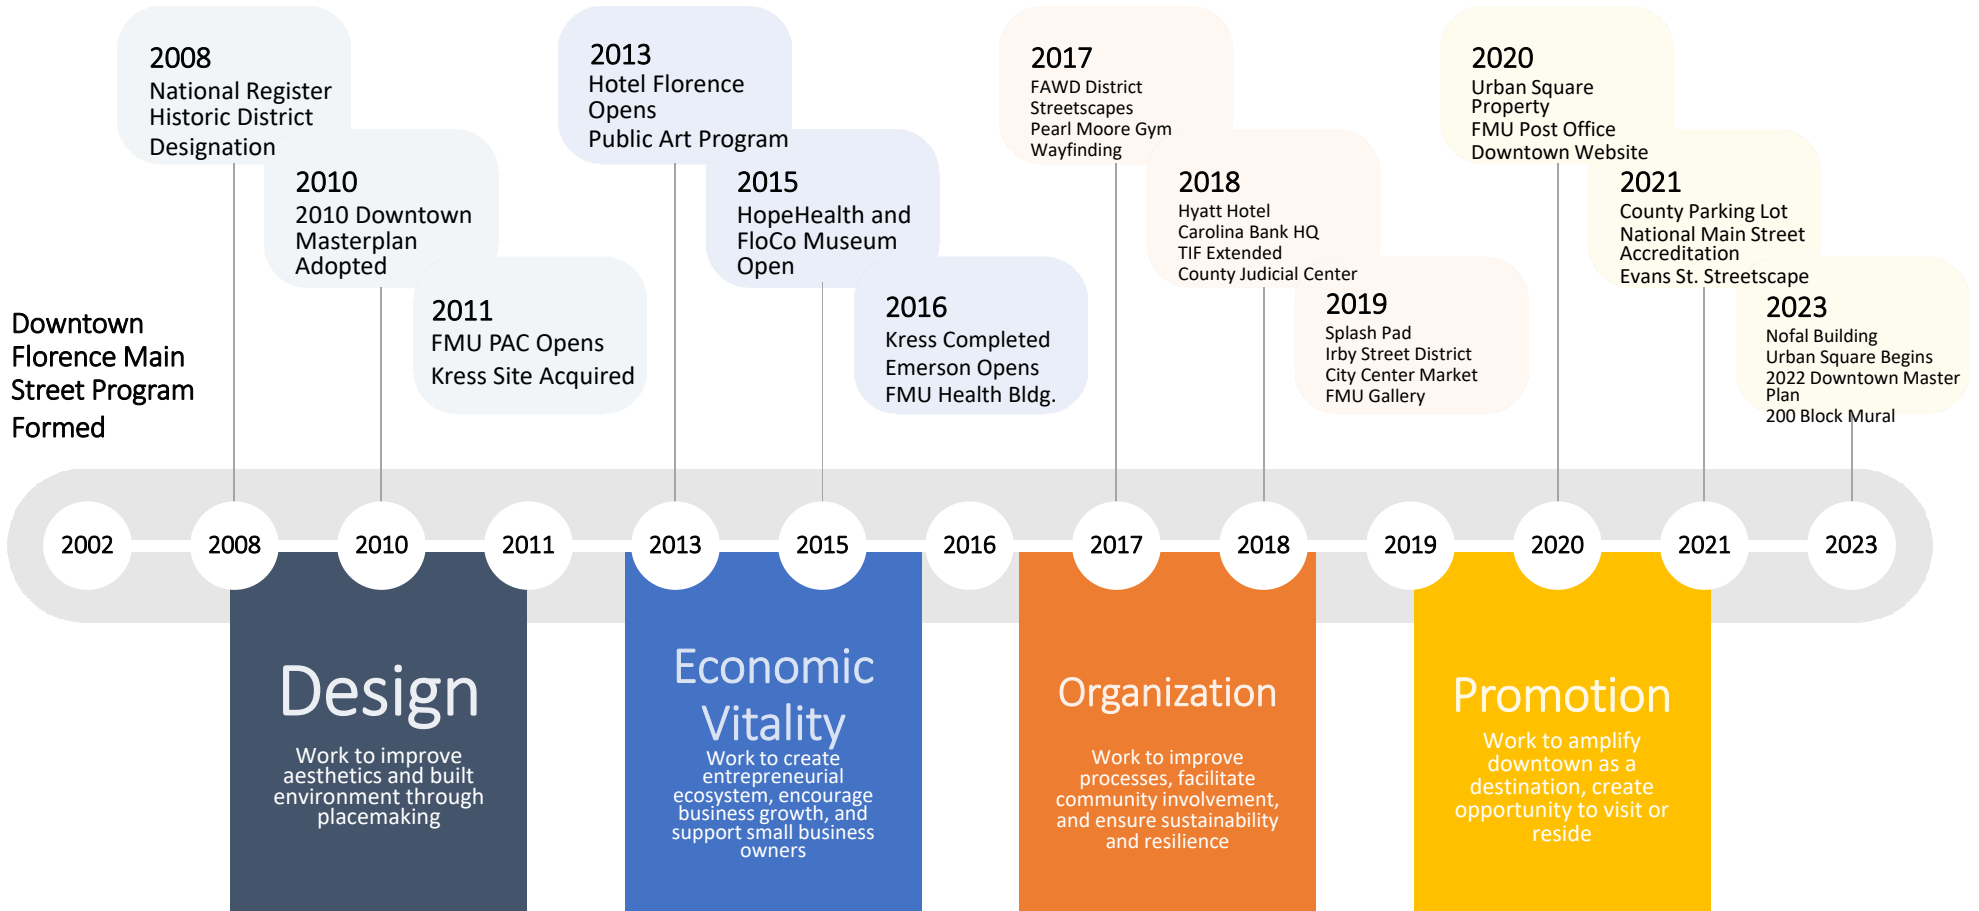 2008
National Register
Historic District
Designation
2010
2010 Downtown
Masterplan
Adopted
2011
FMU PAC Opens
Kress Site Acquired
2013
Hotel Florence
Opens
Public Art Program
2015
HopeHealth and
FloCo Museum
Open
2016
Kress Completed
Emerson Opens
FMU Health Bldg.
2017
FAWD District
Streetscapes
Pearl Moore Gym
Wayfinding
2018
Hyatt Hotel
Carolina Bank HQ
TIF Extended
County Judicial Center
2019
Splash Pad
Irby Street District
City Center Market
FMU Gallery
2020
Urban Square
Property
FMU Post Office
Downtown Website
2021
County Parking Lot
National Main Street
Accreditation
Evans St. Streetscape
2023
Nofal Building
Urban Square Begins
2022 Downtown Master
Plan
200 Block Mural
Downtown
Florence Main
Street Program
Formed
2002
2008
2010
2011
2013
2015
2016
2017
2018
2019
2020
2021
2023
Design
Work to improve
aesthetics and built
environment through
placemaking
Economic
Vitality
Work to create
entrepreneurial
ecosystem, encourage
business growth, and
support small business
owners
Organization
Work to improve
processes, facilitate
community involvement,
and ensure sustainability
and resilience
Promotion
Work to amplify
downtown as a
destination, create
opportunity to visit or
reside